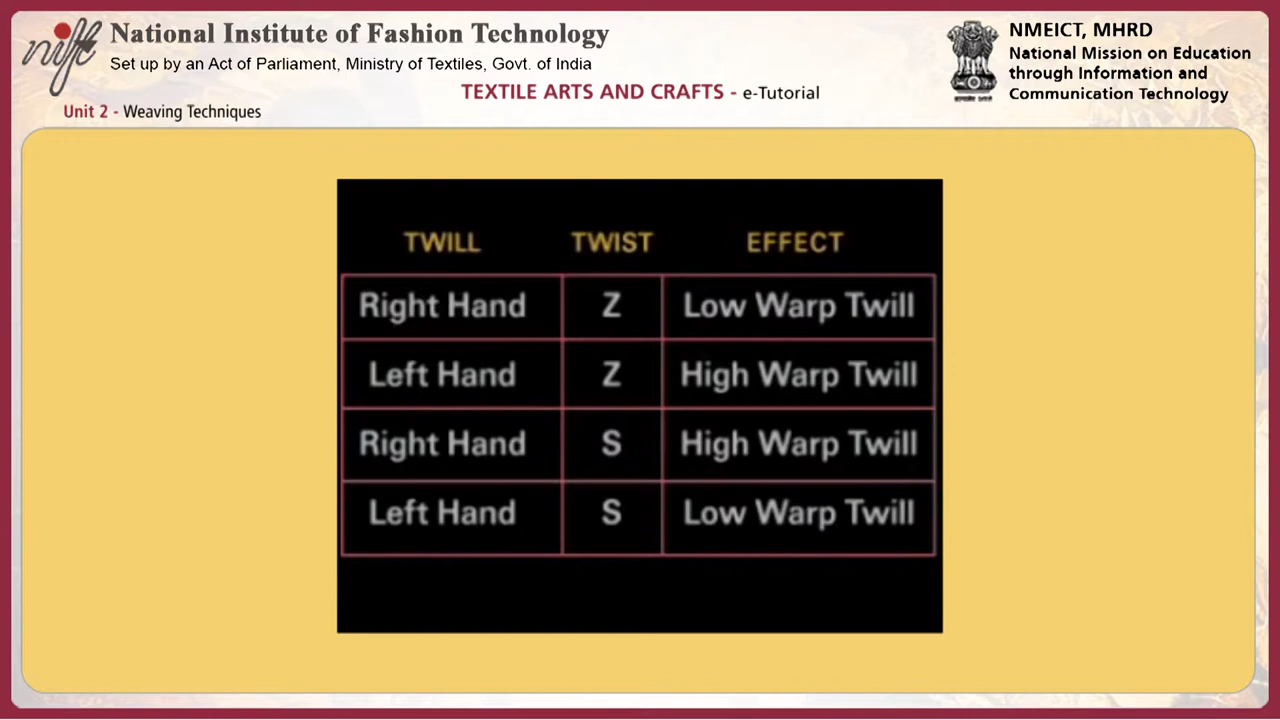 nift
National Institute of Fashion Technology
Set up by an Act of Parliament, Ministry of Textiles, Govt. of India
NMEICT, MHRD
National Mission on Education
through Information and
Communication Technology
TEXTILE ARTS AND CRAFTS - e-Tutorial
Unit 2 - Weaving Techniques
TWILL TWIST EFFECT
Right Hand Z Low Warp Twill
Left Hand Z High Warp Twill
Right Hand S High Warp Twill
Left Hand S Low Warp Twill